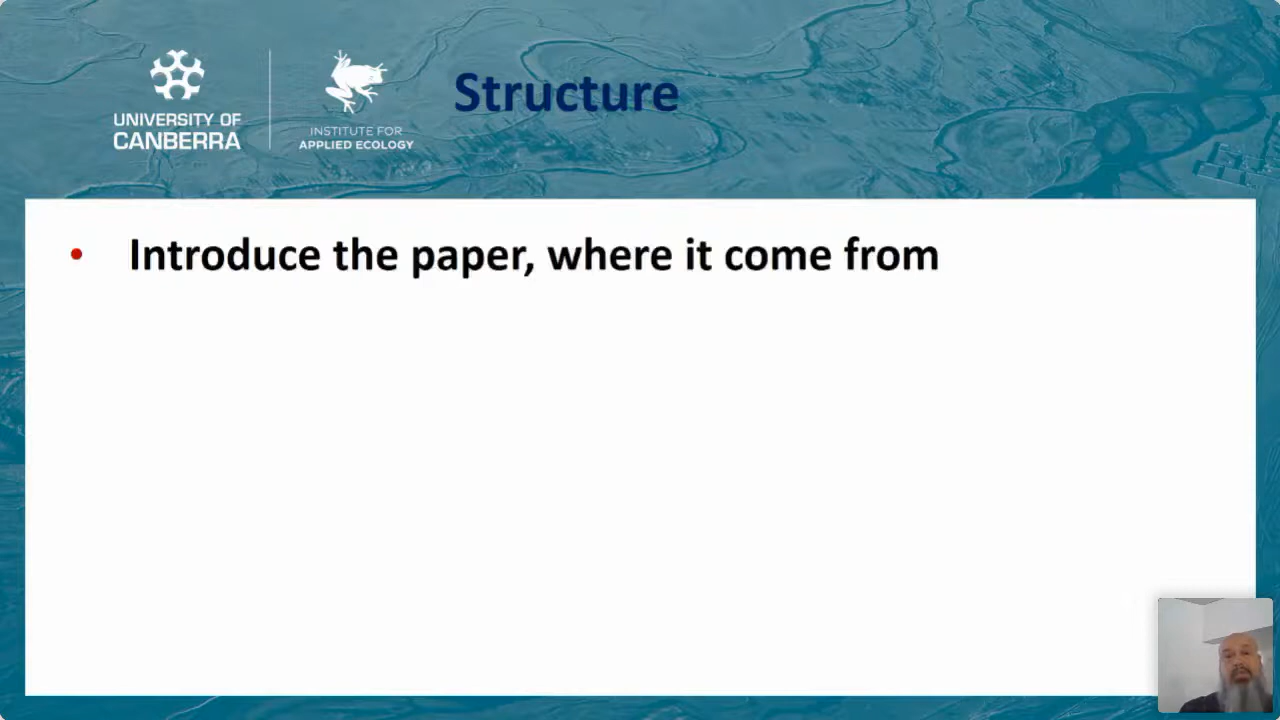 UNIVERSITY OF
CANBERRA
INSTITUTE FOR
APPLIED ECOLOGY
Structure
• Introduce the paper, where it come from